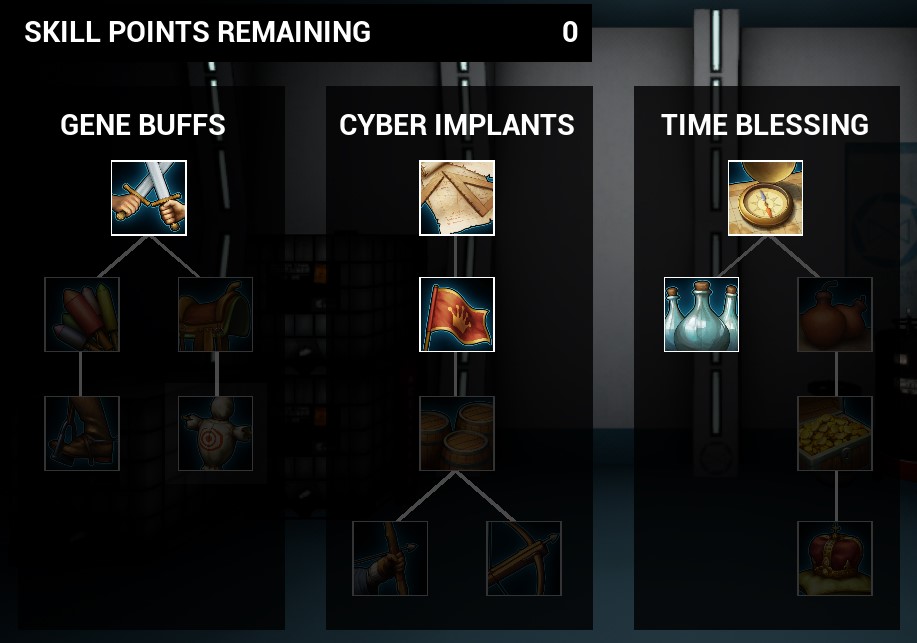 SKILL POINTS REMAINING 0
GENE BUFFS
CYBER IMPLANTS
TIME BLESSING